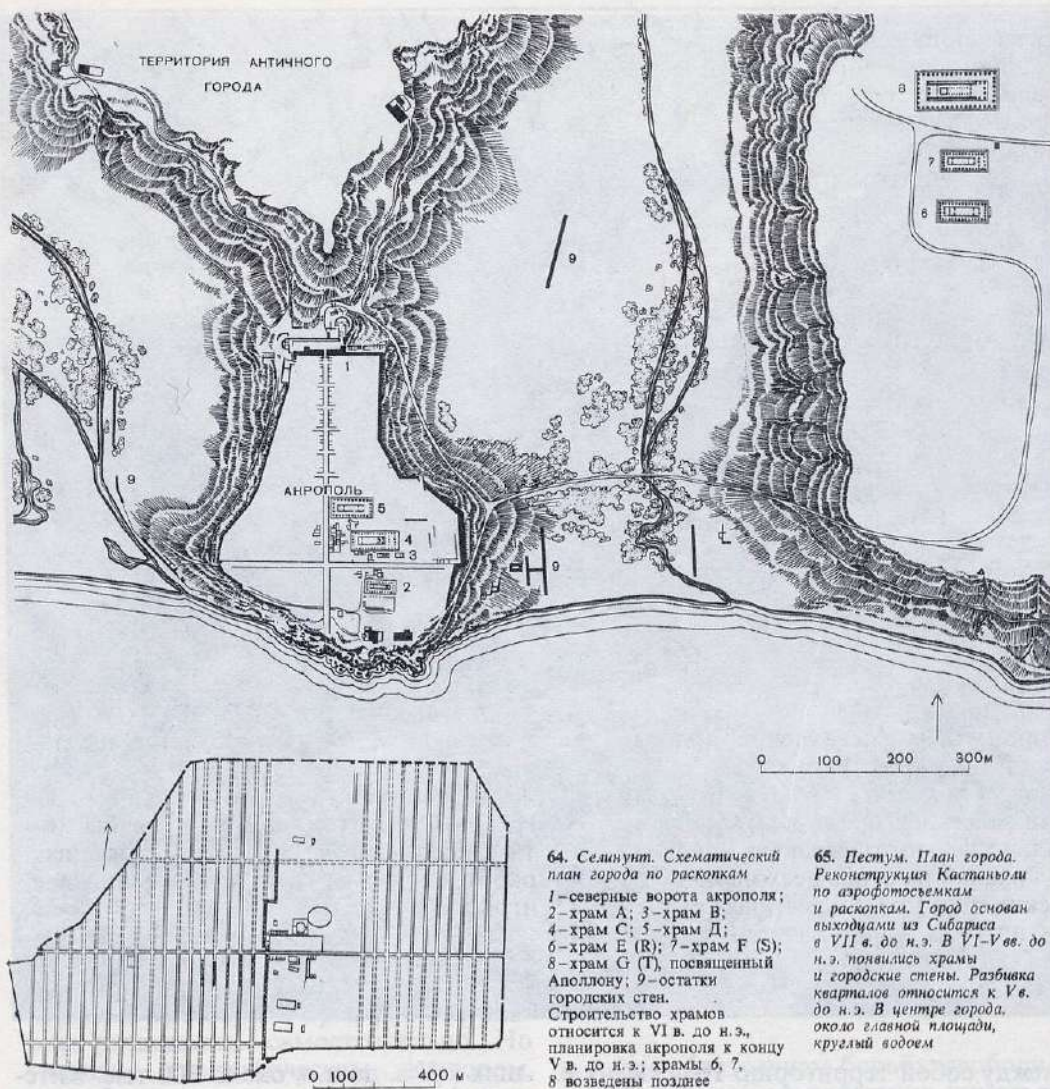 ТЕРРИТОРИЯ АНТИЧНОГО
ГОРОДА
8
7
6
9
1
АНРОПОЛЬ
9
5
4
3
2
9
0 100 200 300м
0 100 400 м
64. Селинунт. Схематический
план города по раскопкам
1–северные ворота акрополя;
2–храм А; 3–храм В;
4–храм С; 5–храм Д;
6–храм Е (R); 7–храм F (S);
8–храм G (Т), посвященный
Аполлону; 9–остатки
городских стен.
Строительство храмов
относится к VI в. до н.э.,
планировка акрополя к концу
V в. до н.э.; храмы 6, 7,
8 возведены позднее
65. Пестум. План города.
Реконструкция Кастаньоли
по аэрофотосъемкам
и раскопкам. Город основан
выходцами из Сибариса
в VII в. до н.э. В VI–V вв. до
н.э. появились храмы
и городские стены. Разбивка
кварталов относится к V в.
до н.э. В центре города,
около главной площади,
круглый водоем